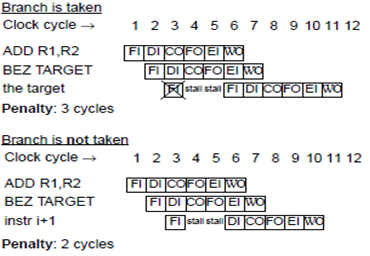 Branch is taken
Clock cycle → 1 2 3 4 5 6 7 8 9 10 11 12
ADD R1,R2 FI DI CO FO EI WO
BEZ TARGET FI DI CO FO EI WO
the target FI stall stall FI DI CO FO EI WO
Penalty: 3 cycles
Branch is not taken
Clock cycle → 1 2 3 4 5 6 7 8 9 10 11 12
ADD R1,R2 FI DI CO FO EI WO
BEZ TARGET FI DI CO FO EI WO
instr i+1 FI stall stall DI CO FO EI WO
Penalty: 2 cycles